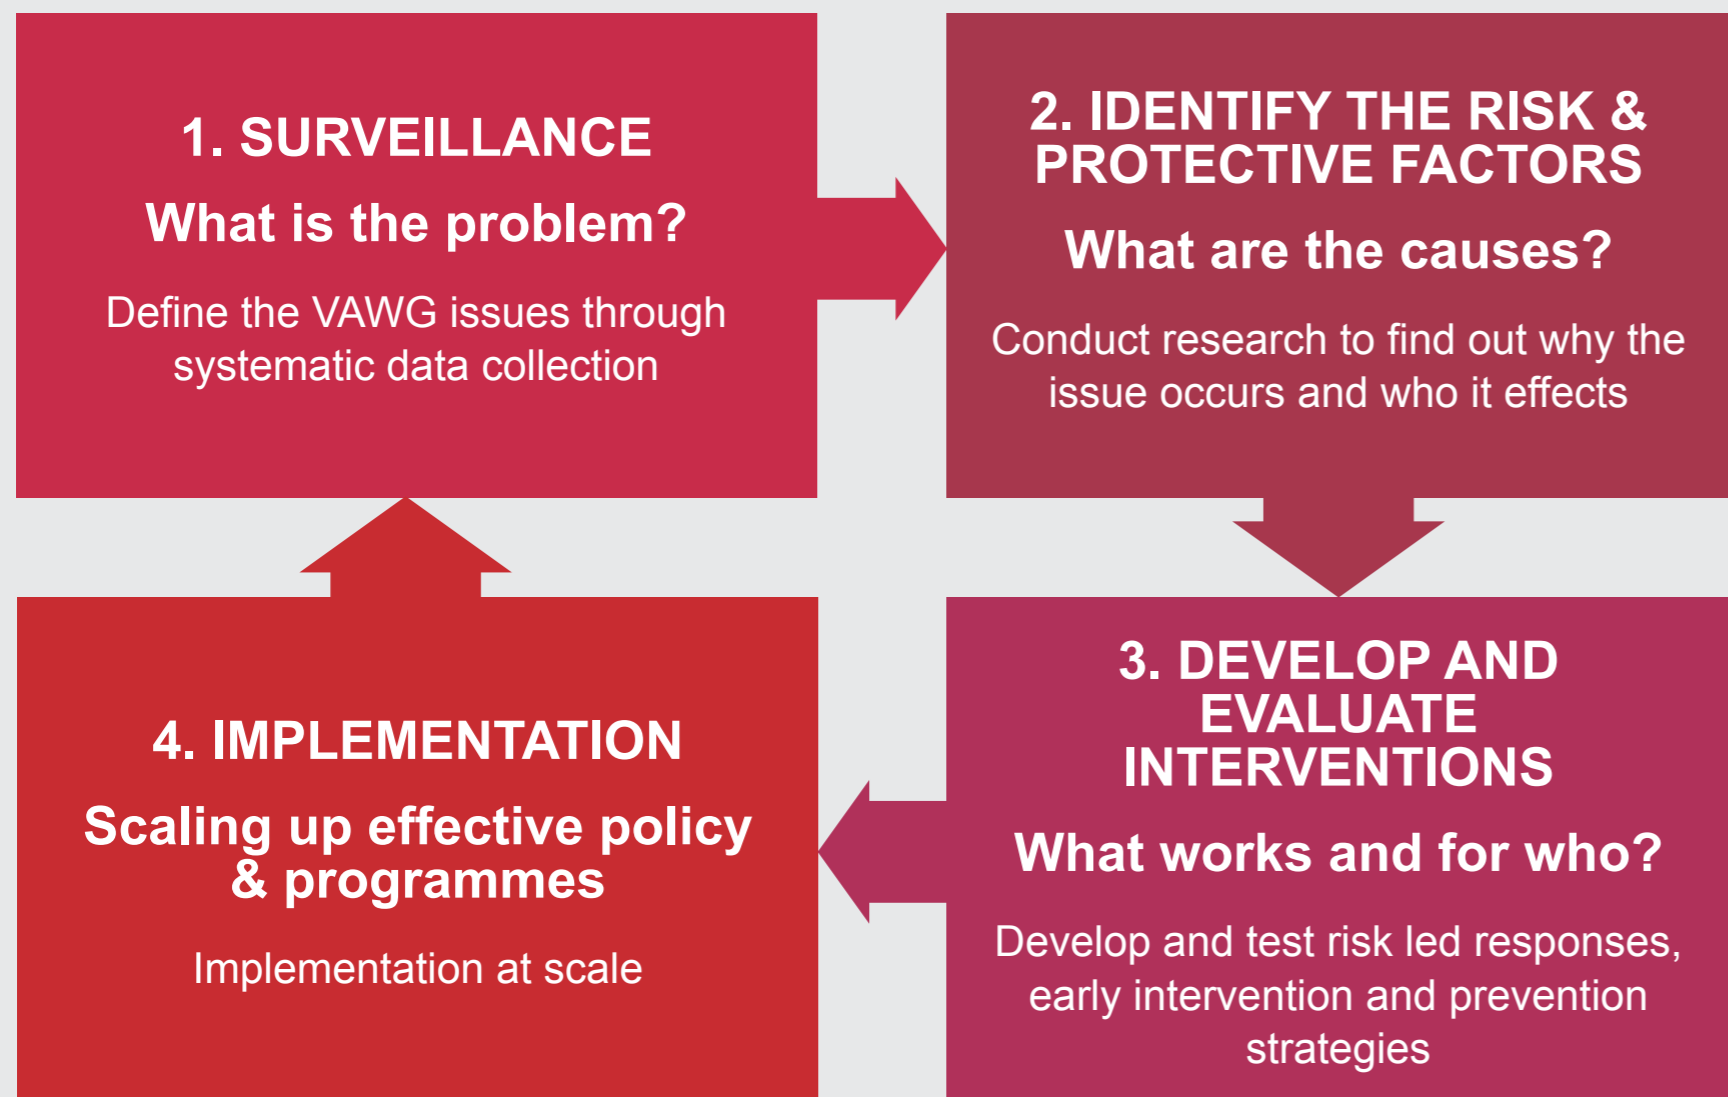 1. SURVEILLANCE
What is the problem?
Define the VAWG issues through
systematic data collection
2. IDENTIFY THE RISK &
PROTECTIVE FACTORS
What are the causes?
Conduct research to find out why the
issue occurs and who it effects
3. DEVELOP AND
EVALUATE
INTERVENTIONS
What works and for who?
Develop and test risk led responses,
early intervention and prevention
strategies
4. IMPLEMENTATION
Scaling up effective policy
& programmes
Implementation at scale